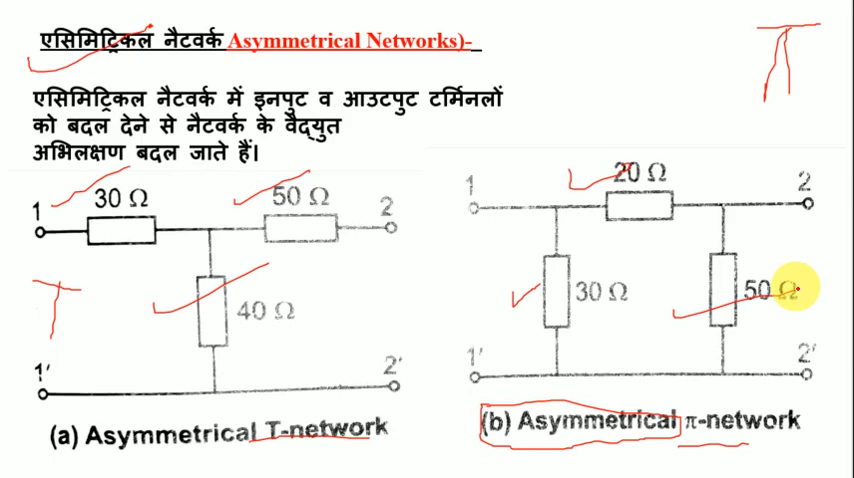 एसिमिट्रिकल नैटवर्क Asymmetrical Networks)-
एसिमिट्रिकल नैटवर्क में इनपुट व आउटपुट टर्मिनलों
को बदल देने से नैटवर्क के वैद्युत
अभिलक्षण बदल जाते हैं।
1 30 Ω 50 Ω 2
40 Ω
1' 2'
(a) Asymmetrical T-network
1 20 Ω 2
30 Ω 50 Ω
1' 2'
(b) Asymmetrical π-network
T
π